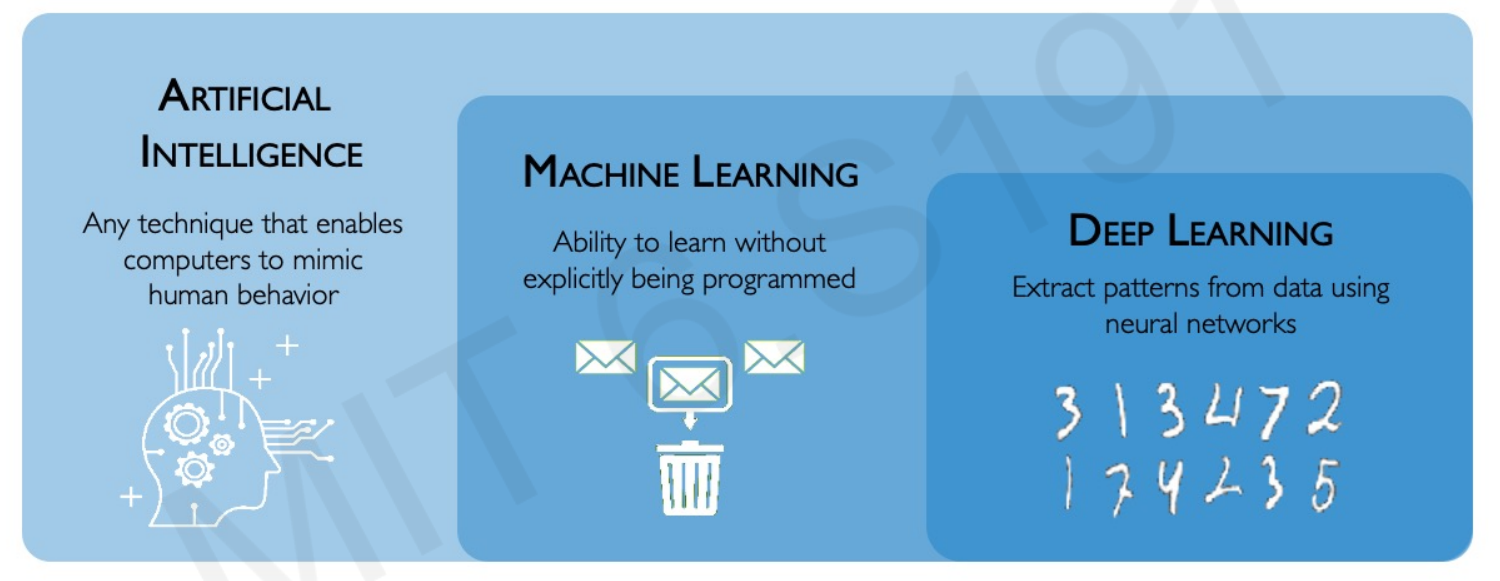 ARTIFICIAL
INTELLIGENCE
Any technique that enables
computers to mimic
human behavior
MACHINE LEARNING
Ability to learn without
explicitly being programmed
DEEP LEARNING
Extract patterns from data using
neural networks
3 1 3 4 7 2
1 7 4 2 3 5
MIT 6.S191